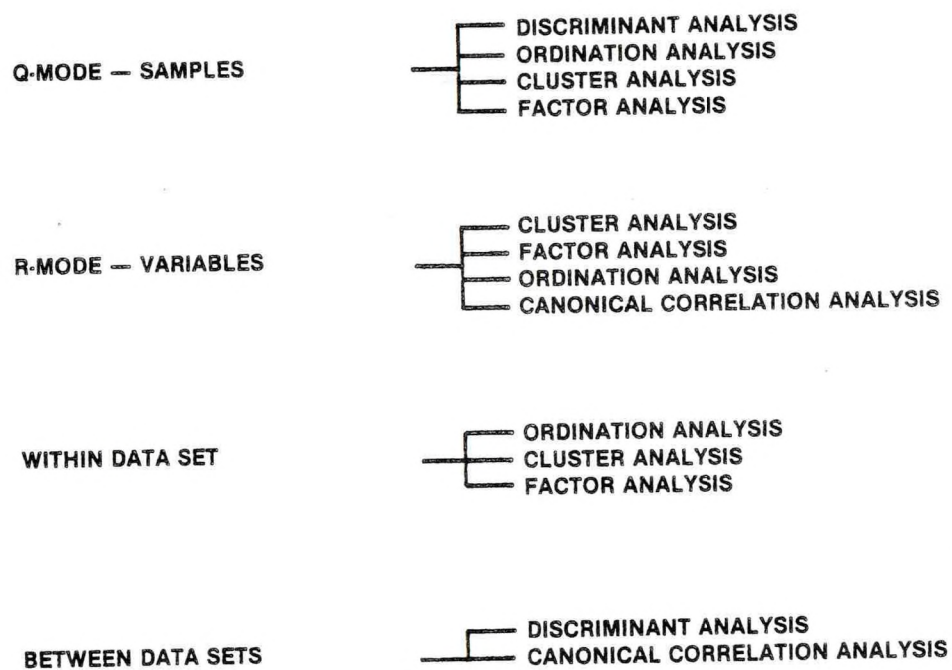 DISCRIMINANT ANALYSIS
ORDINATION ANALYSIS
Q-MODE — SAMPLES
CLUSTER ANALYSIS
FACTOR ANALYSIS
CLUSTER ANALYSIS
FACTOR ANALYSIS
R-MODE — VARIABLES
ORDINATION ANALYSIS
CANONICAL CORRELATION ANALYSIS
ORDINATION ANALYSIS
WITHIN DATA SET
CLUSTER ANALYSIS
FACTOR ANALYSIS
DISCRIMINANT ANALYSIS
BETWEEN DATA SETS
CANONICAL CORRELATION ANALYSIS